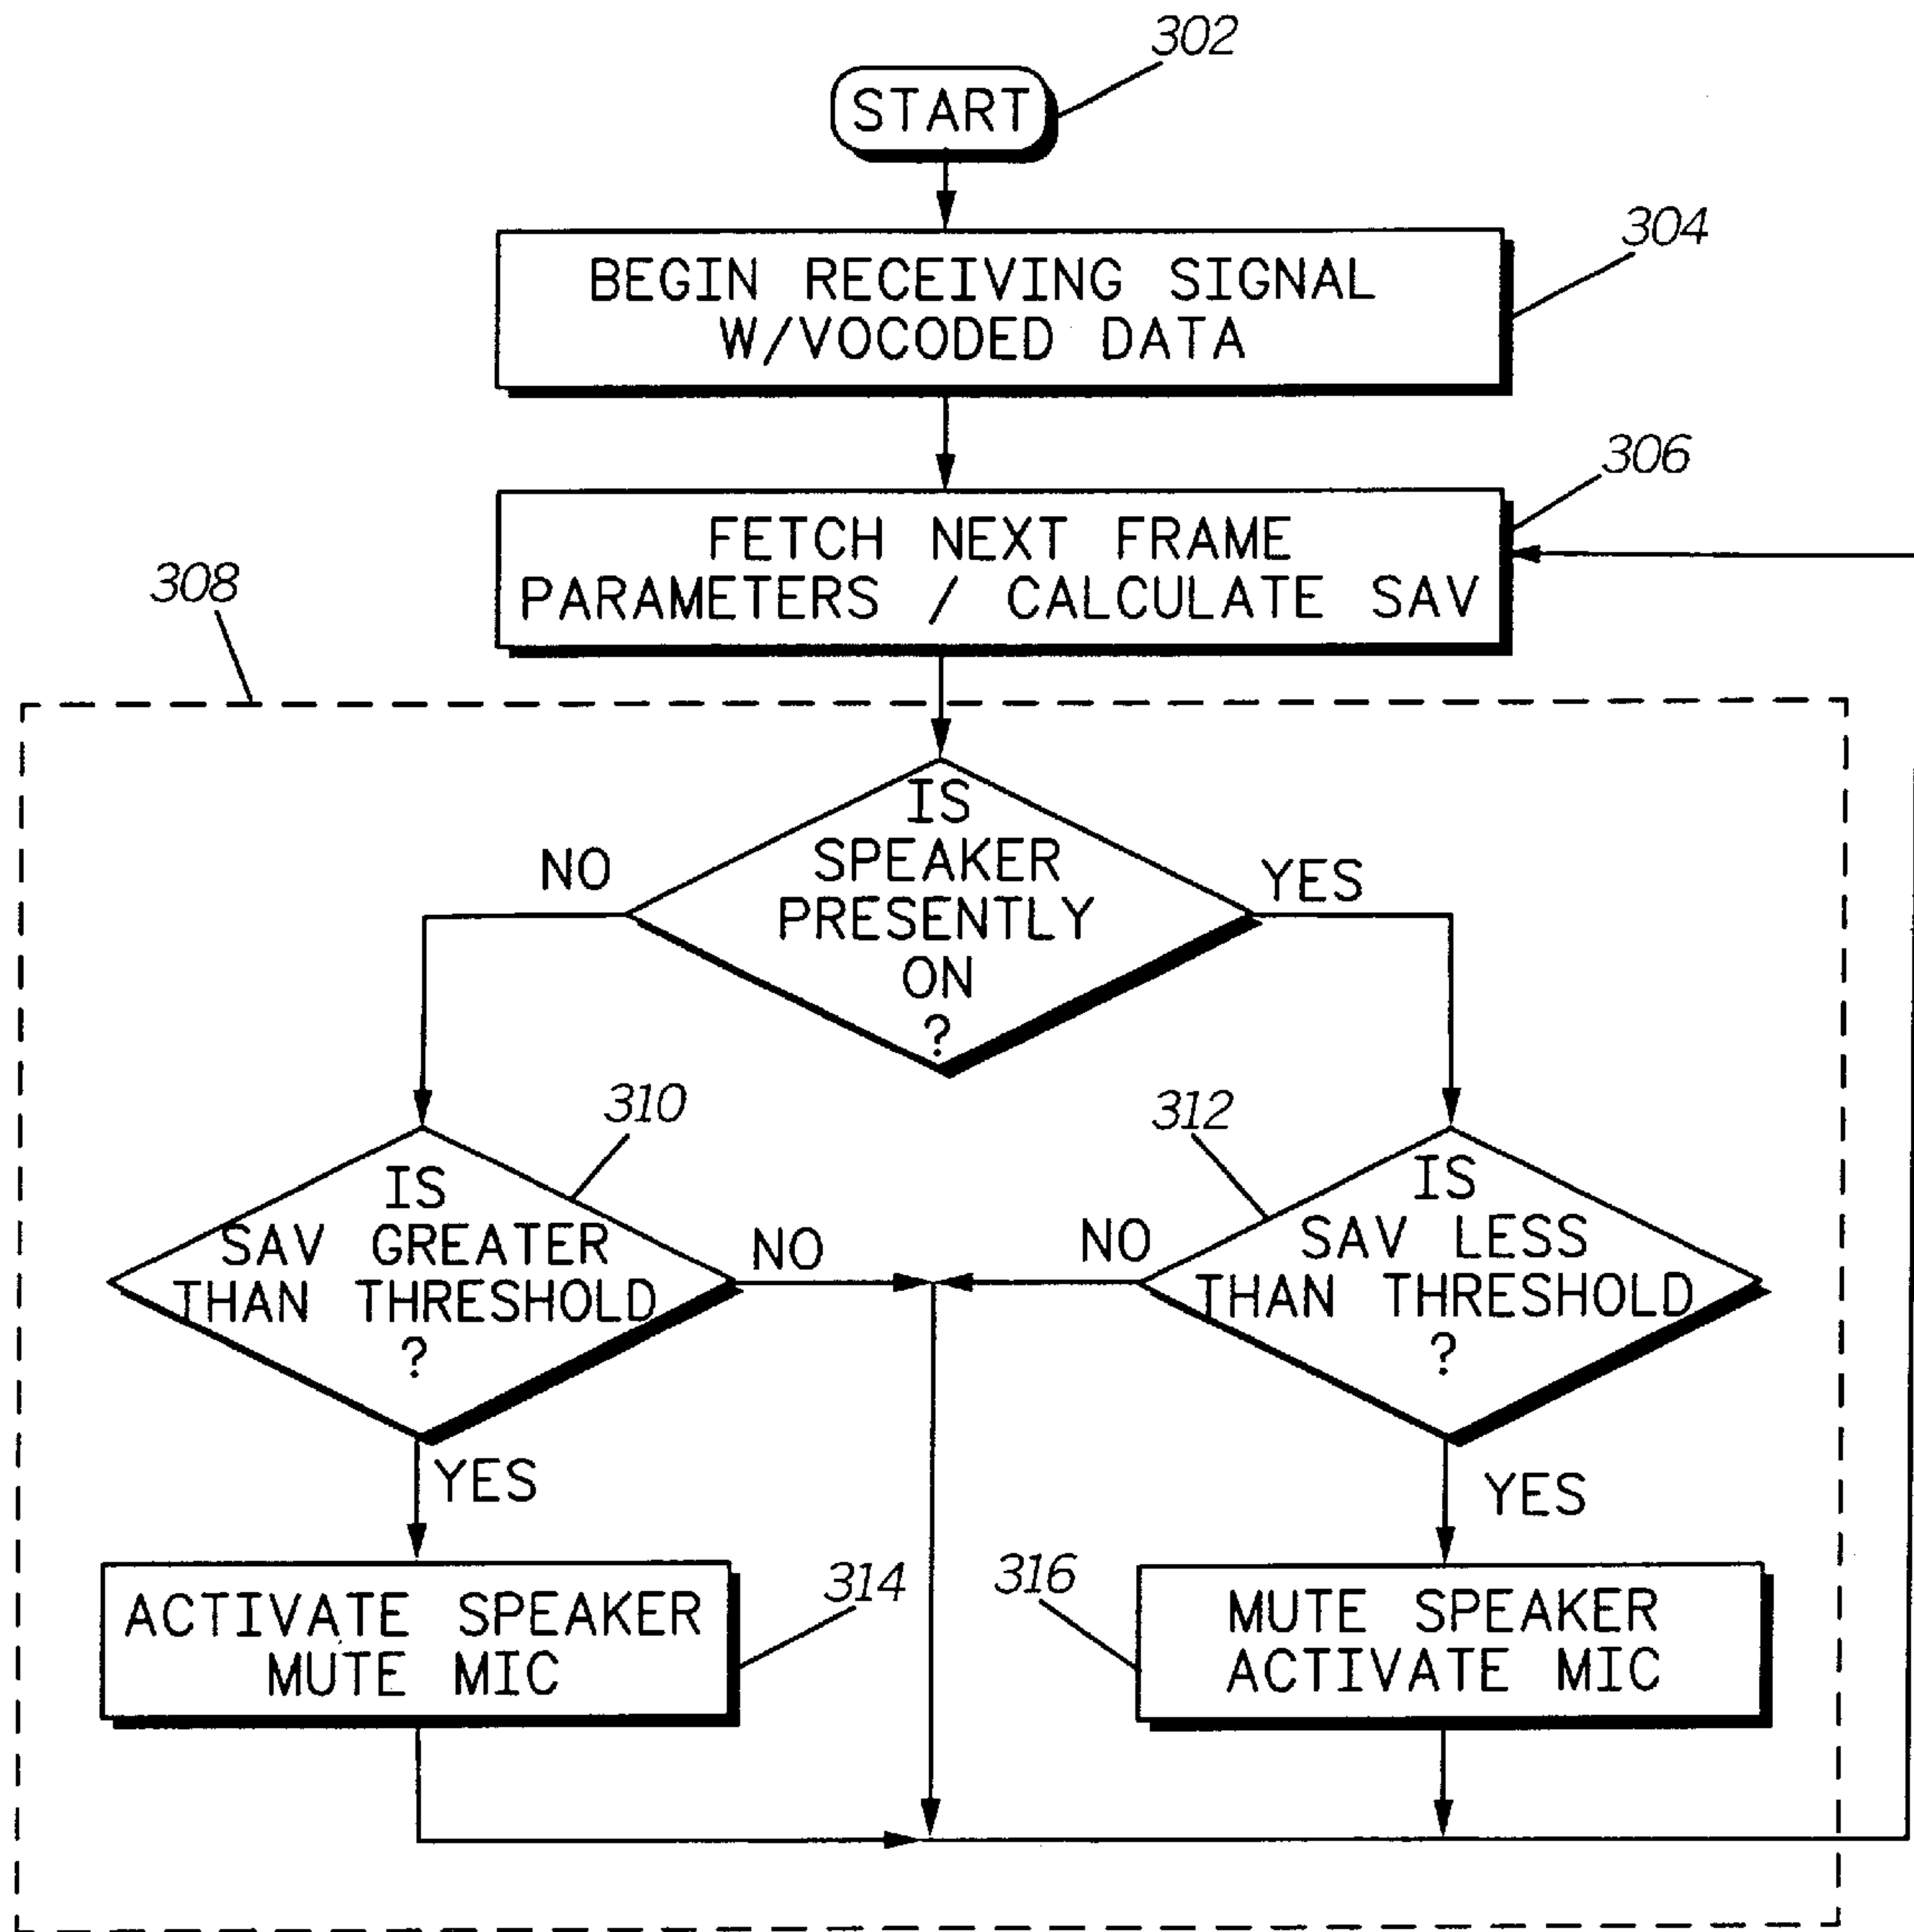 302
START
304
BEGIN RECEIVING SIGNAL
W/VOCODED DATA
306
FETCH NEXT FRAME
PARAMETERS / CALCULATE SAV
308
IS
SPEAKER
PRESENTLY
ON
?
NO
YES
310
IS
SAV GREATER
THAN THRESHOLD
?
NO
YES
312
IS
SAV LESS
THAN THRESHOLD
?
NO
YES
ACTIVATE SPEAKER
MUTE MIC
314
316
MUTE SPEAKER
ACTIVATE MIC